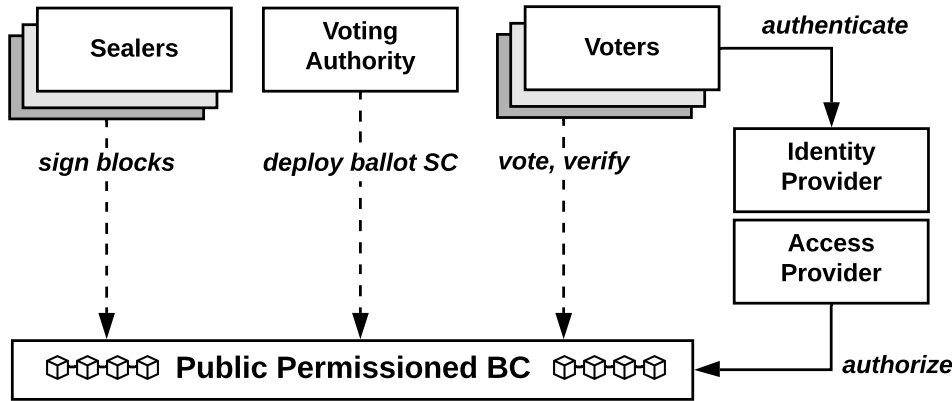 Sealers
Voting
Authority
Voters
authenticate
sign blocks
deploy ballot SC
vote, verify
Identity
Provider
Access
Provider
Public Permissioned BC
authorize